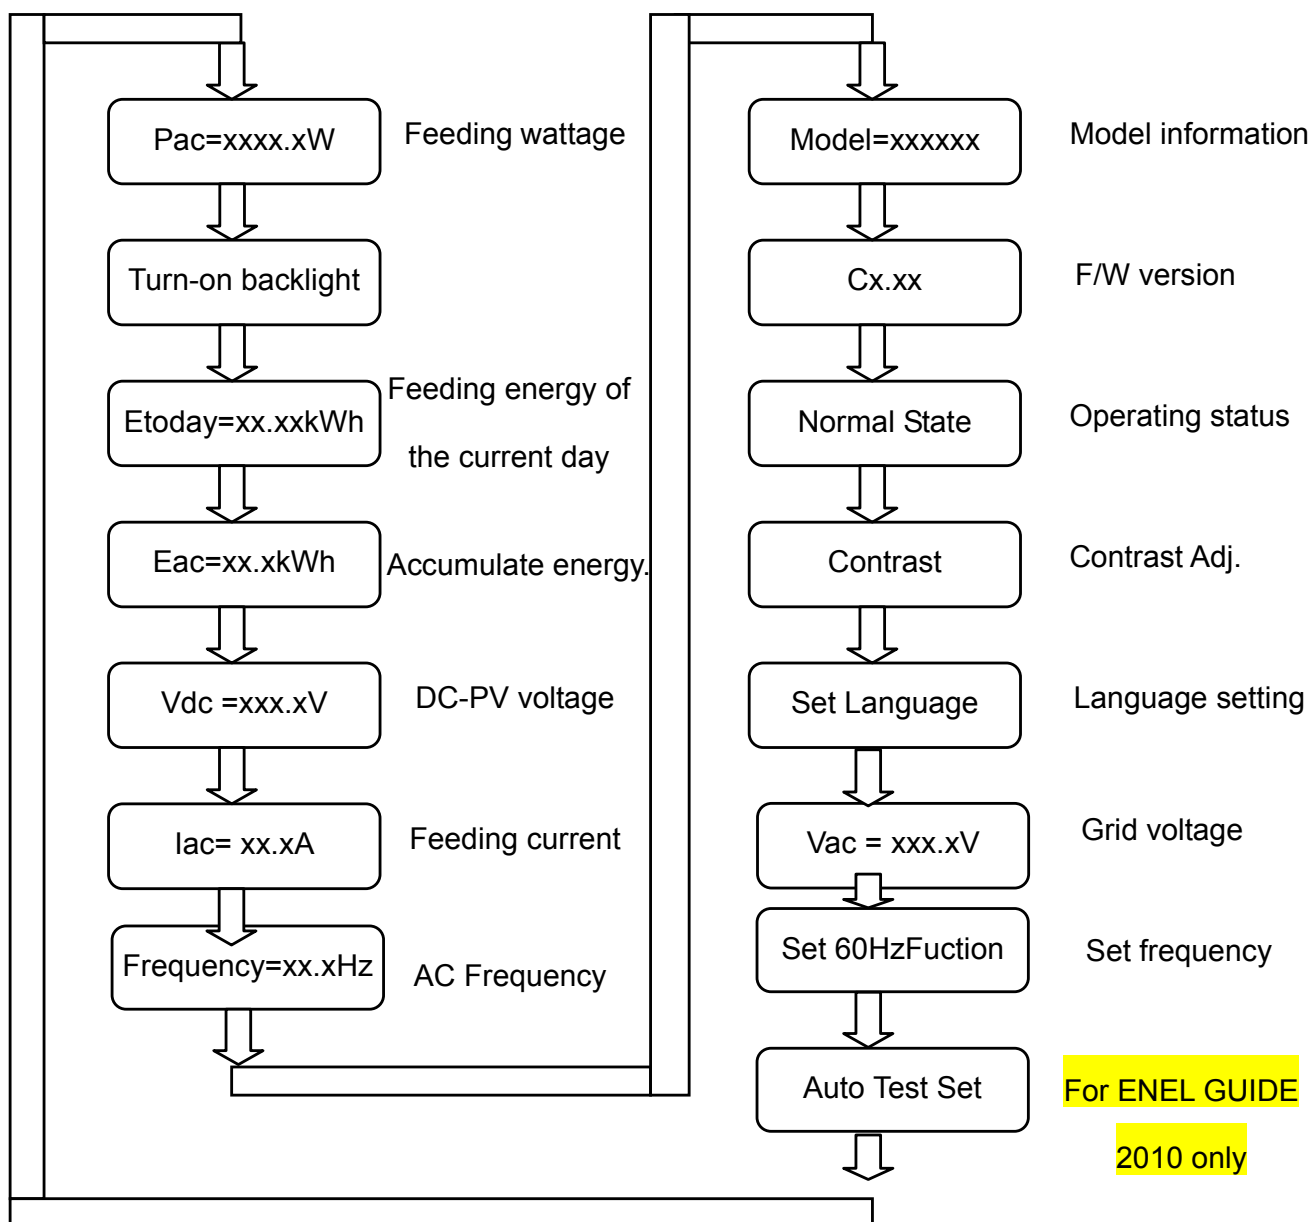 Pac=xxxx.xW
Feeding wattage
Turn-on backlight
Etoday=xx.xxkWh
Feeding energy of
the current day
Eac=xx.xkWh
Accumulate energy.
Vdc =xxx.xV
DC-PV voltage
Iac= xx.xA
Feeding current
Frequency=xx.xHz
AC Frequency
Model=xxxxxx
Model information
Cx.xx
F/W version
Normal State
Operating status
Contrast
Contrast Adj.
Set Language
Language setting
Vac = xxx.xV
Grid voltage
Set 60HzFuction
Set frequency
Auto Test Set
For ENEL GUIDE
2010 only